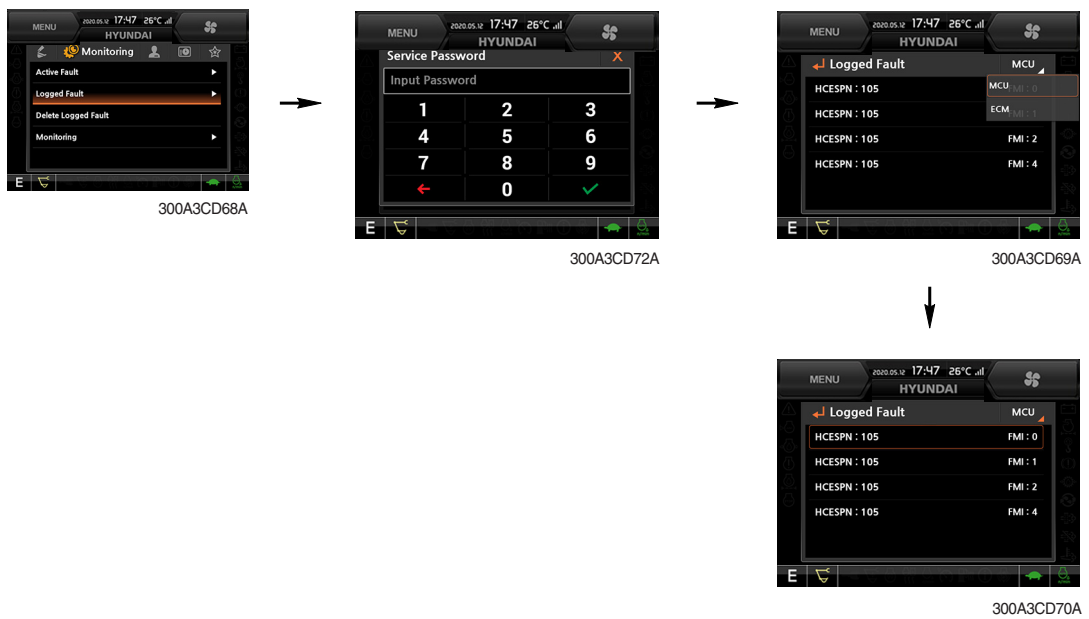 MENU
2020.05.12 17:47 26°C
HYUNDAI
Monitoring
Active Fault
Logged Fault
Delete Logged Fault
Monitoring
E
300A3CD68A
MENU
2020.05.12 17:47 26°C
HYUNDAI
Service Password X
Input Password
1 2 3
4 5 6
7 8 9
0
E
300A3CD72A
MENU
2020.05.12 17:47 26°C
HYUNDAI
Logged Fault MCU
HCESPN : 105 FMI : 0
MCU
HCESPN : 105 FMI : 1
ECM
HCESPN : 105 FMI : 2
HCESPN : 105 FMI : 4
E
300A3CD69A
MENU
2020.05.12 17:47 26°C
HYUNDAI
Logged Fault MCU
HCESPN : 105 FMI : 0
HCESPN : 105 FMI : 1
HCESPN : 105 FMI : 2
HCESPN : 105 FMI : 4
E
300A3CD70A